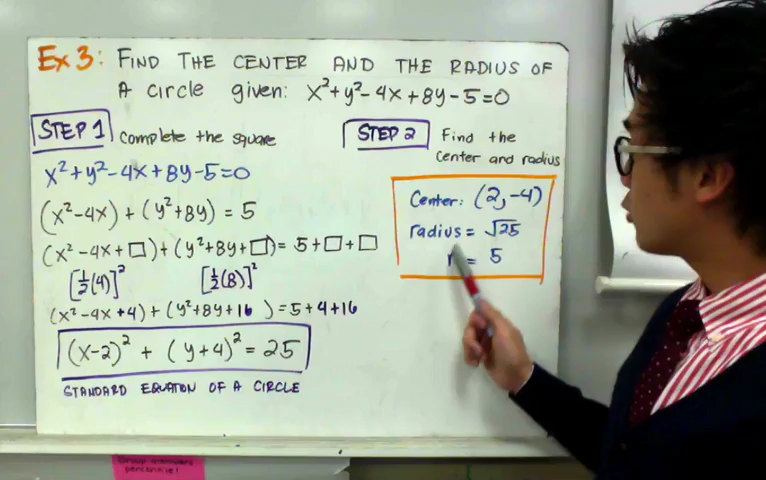 Ex 3: FIND THE CENTER AND THE RADIUS OF
A circle given: x²+y²-4x+8y-5=0
STEP 1 Complete the square
x²+y²-4x+8y-5=0
(x²-4x)+(y²+8y)=5
(x²-4x+□)+(y²+8y+□)=5+□+□
[½(4)]² [½(8)]²
(x²-4x+4)+(y²+8y+16)=5+4+16
(x-2)²+(y+4)²=25
STANDARD EQUATION OF A CIRCLE
STEP 2 Find the
center and radius
Center: (2,-4)
radius=√25
r = 5
Group members
percentile!